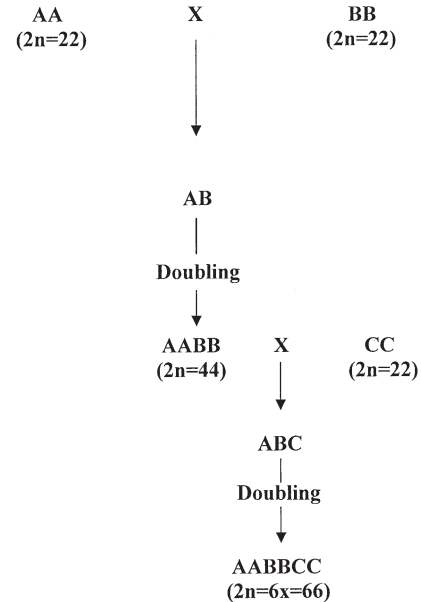 AA X BB
(2n=22) (2n=22)
AB
Doubling
AABB X CC
(2n=44) (2n=22)
ABC
Doubling
AABBCC
(2n=6x=66)